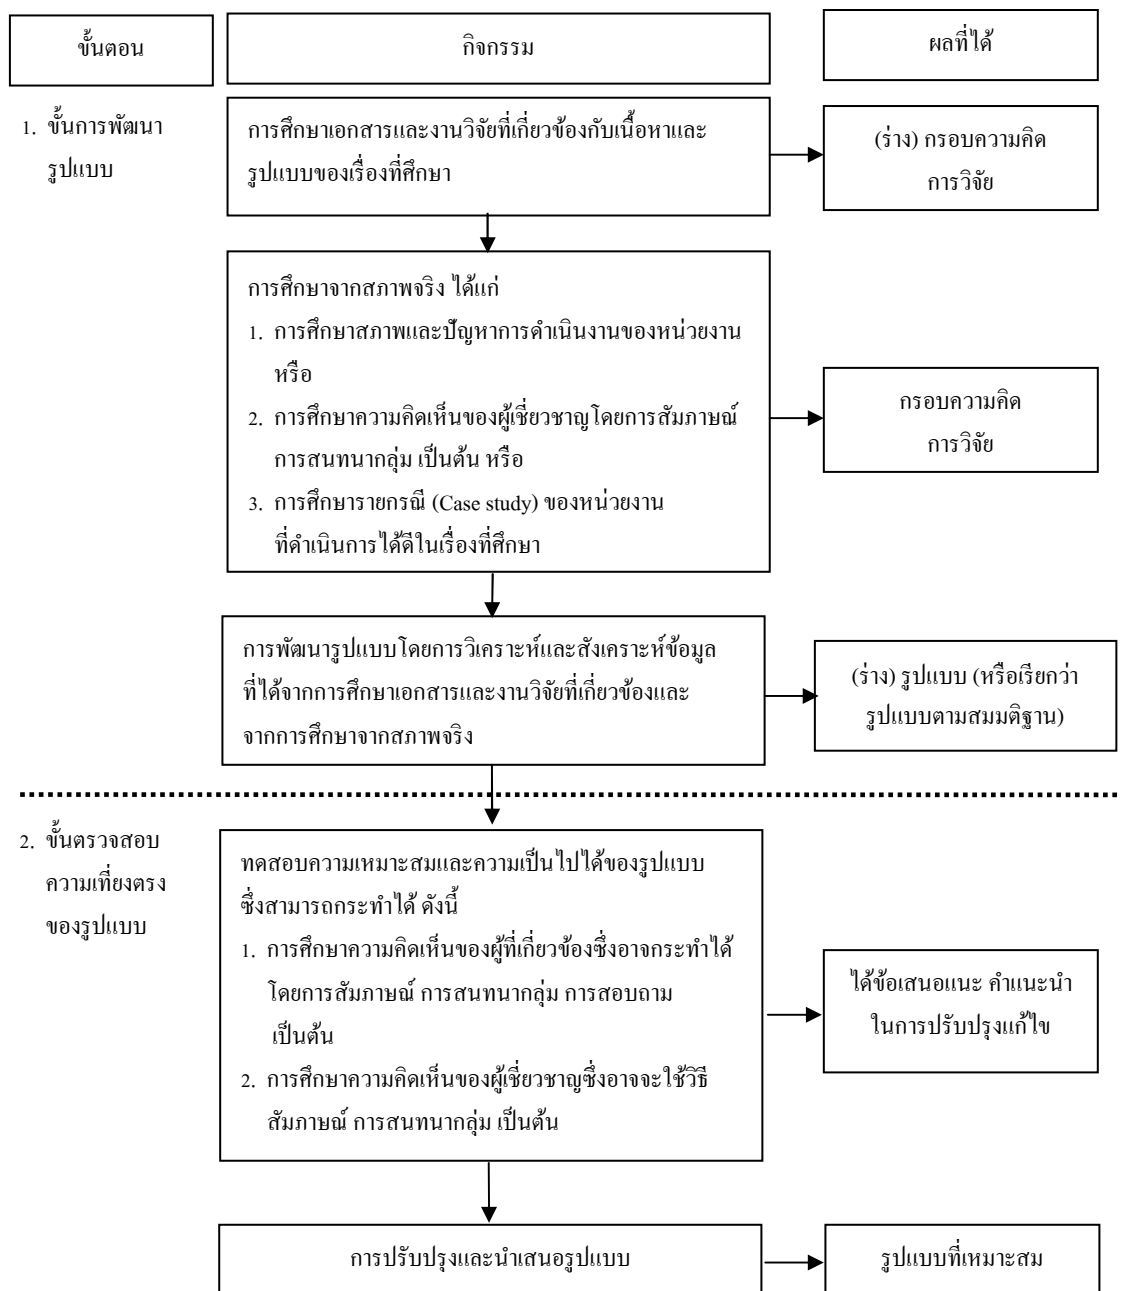 ขั้นตอน
กิจกรรม
ผลที่ได้
1. ขั้นการพัฒนา
รูปแบบ
การศึกษาเอกสารและงานวิจัยที่เกี่ยวข้องกับเนื้อหาและ
รูปแบบของเรื่องที่ศึกษา
(ร่าง) กรอบความคิด
การวิจัย
การศึกษาจากสภาพจริง ได้แก่
1. การศึกษาสภาพและปัญหาการดำเนินงานของหน่วยงาน
หรือ
2. การศึกษาความคิดเห็นของผู้เชี่ยวชาญโดยการสัมภาษณ์
การสนทนากลุ่ม เป็นต้น หรือ
3. การศึกษารายกรณี (Case study) ของหน่วยงาน
ที่ดำเนินการได้ดีในเรื่องที่ศึกษา
กรอบความคิด
การวิจัย
การพัฒนารูปแบบโดยการวิเคราะห์และสังเคราะห์ข้อมูล
ที่ได้จากการศึกษาเอกสารและงานวิจัยที่เกี่ยวข้องและ
จากการศึกษาจากสภาพจริง
(ร่าง) รูปแบบ (หรือเรียกว่า
รูปแบบตามสมมติฐาน)
2. ขั้นตรวจสอบ
ความเที่ยงตรง
ของรูปแบบ
ทดสอบความเหมาะสมและความเป็นไปได้ของรูปแบบ
ซึ่งสามารถกระทำได้ ดังนี้
1. การศึกษาความคิดเห็นของผู้ที่เกี่ยวข้องซึ่งอาจกระทำได้
โดยการสัมภาษณ์ การสนทนากลุ่ม การสอบถาม
เป็นต้น
2. การศึกษาความคิดเห็นของผู้เชี่ยวชาญซึ่งอาจจะใช้วิธี
สัมภาษณ์ การสนทนากลุ่ม เป็นต้น
ได้ข้อเสนอแนะ คำแนะนำ
ในการปรับปรุงแก้ไข
การปรับปรุงและนำเสนอรูปแบบ
รูปแบบที่เหมาะสม